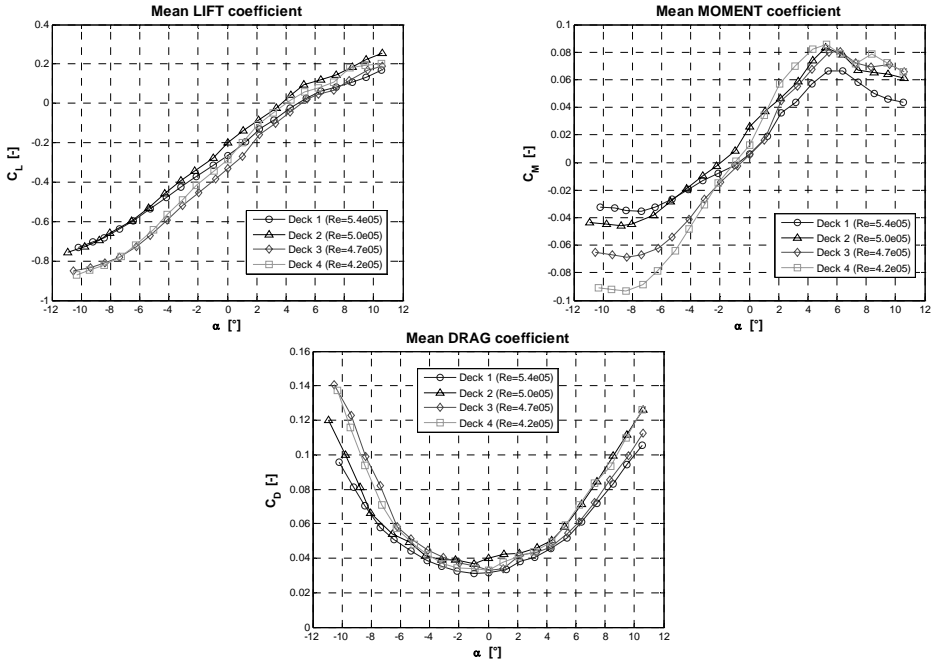 Mean LIFT coefficient
0.4
0.2
0
-0.2
-0.4
-0.6
-0.8
-1
C_L [-]
Deck 1 (Re=5.4e05)
Deck 2 (Re=5.0e05)
Deck 3 (Re=4.7e05)
Deck 4 (Re=4.2e05)
-12 -10 -8 -6 -4 -2 0 2 4 6 8 10 12
α [°]
Mean MOMENT coefficient
0.1
0.08
0.06
0.04
0.02
0
-0.02
-0.04
-0.06
-0.08
0.1
C_M [-]
Deck 1 (Re=5.4e05)
Deck 2 (Re=5.0e05)
Deck 3 (Re=4.7e05)
Deck 4 (Re=4.2e05)
-12 -10 -8 -6 -4 -2 0 2 4 6 8 10 12
α [°]
Mean DRAG coefficient
0.16
0.14
0.12
0.1
0.08
0.06
0.04
0.02
0
C_D [-]
Deck 1 (Re=5.4e05)
Deck 2 (Re=5.0e05)
Deck 3 (Re=4.7e05)
Deck 4 (Re=4.2e05)
-12 -10 -8 -6 -4 -2 0 2 4 6 8 10 12
α [°]